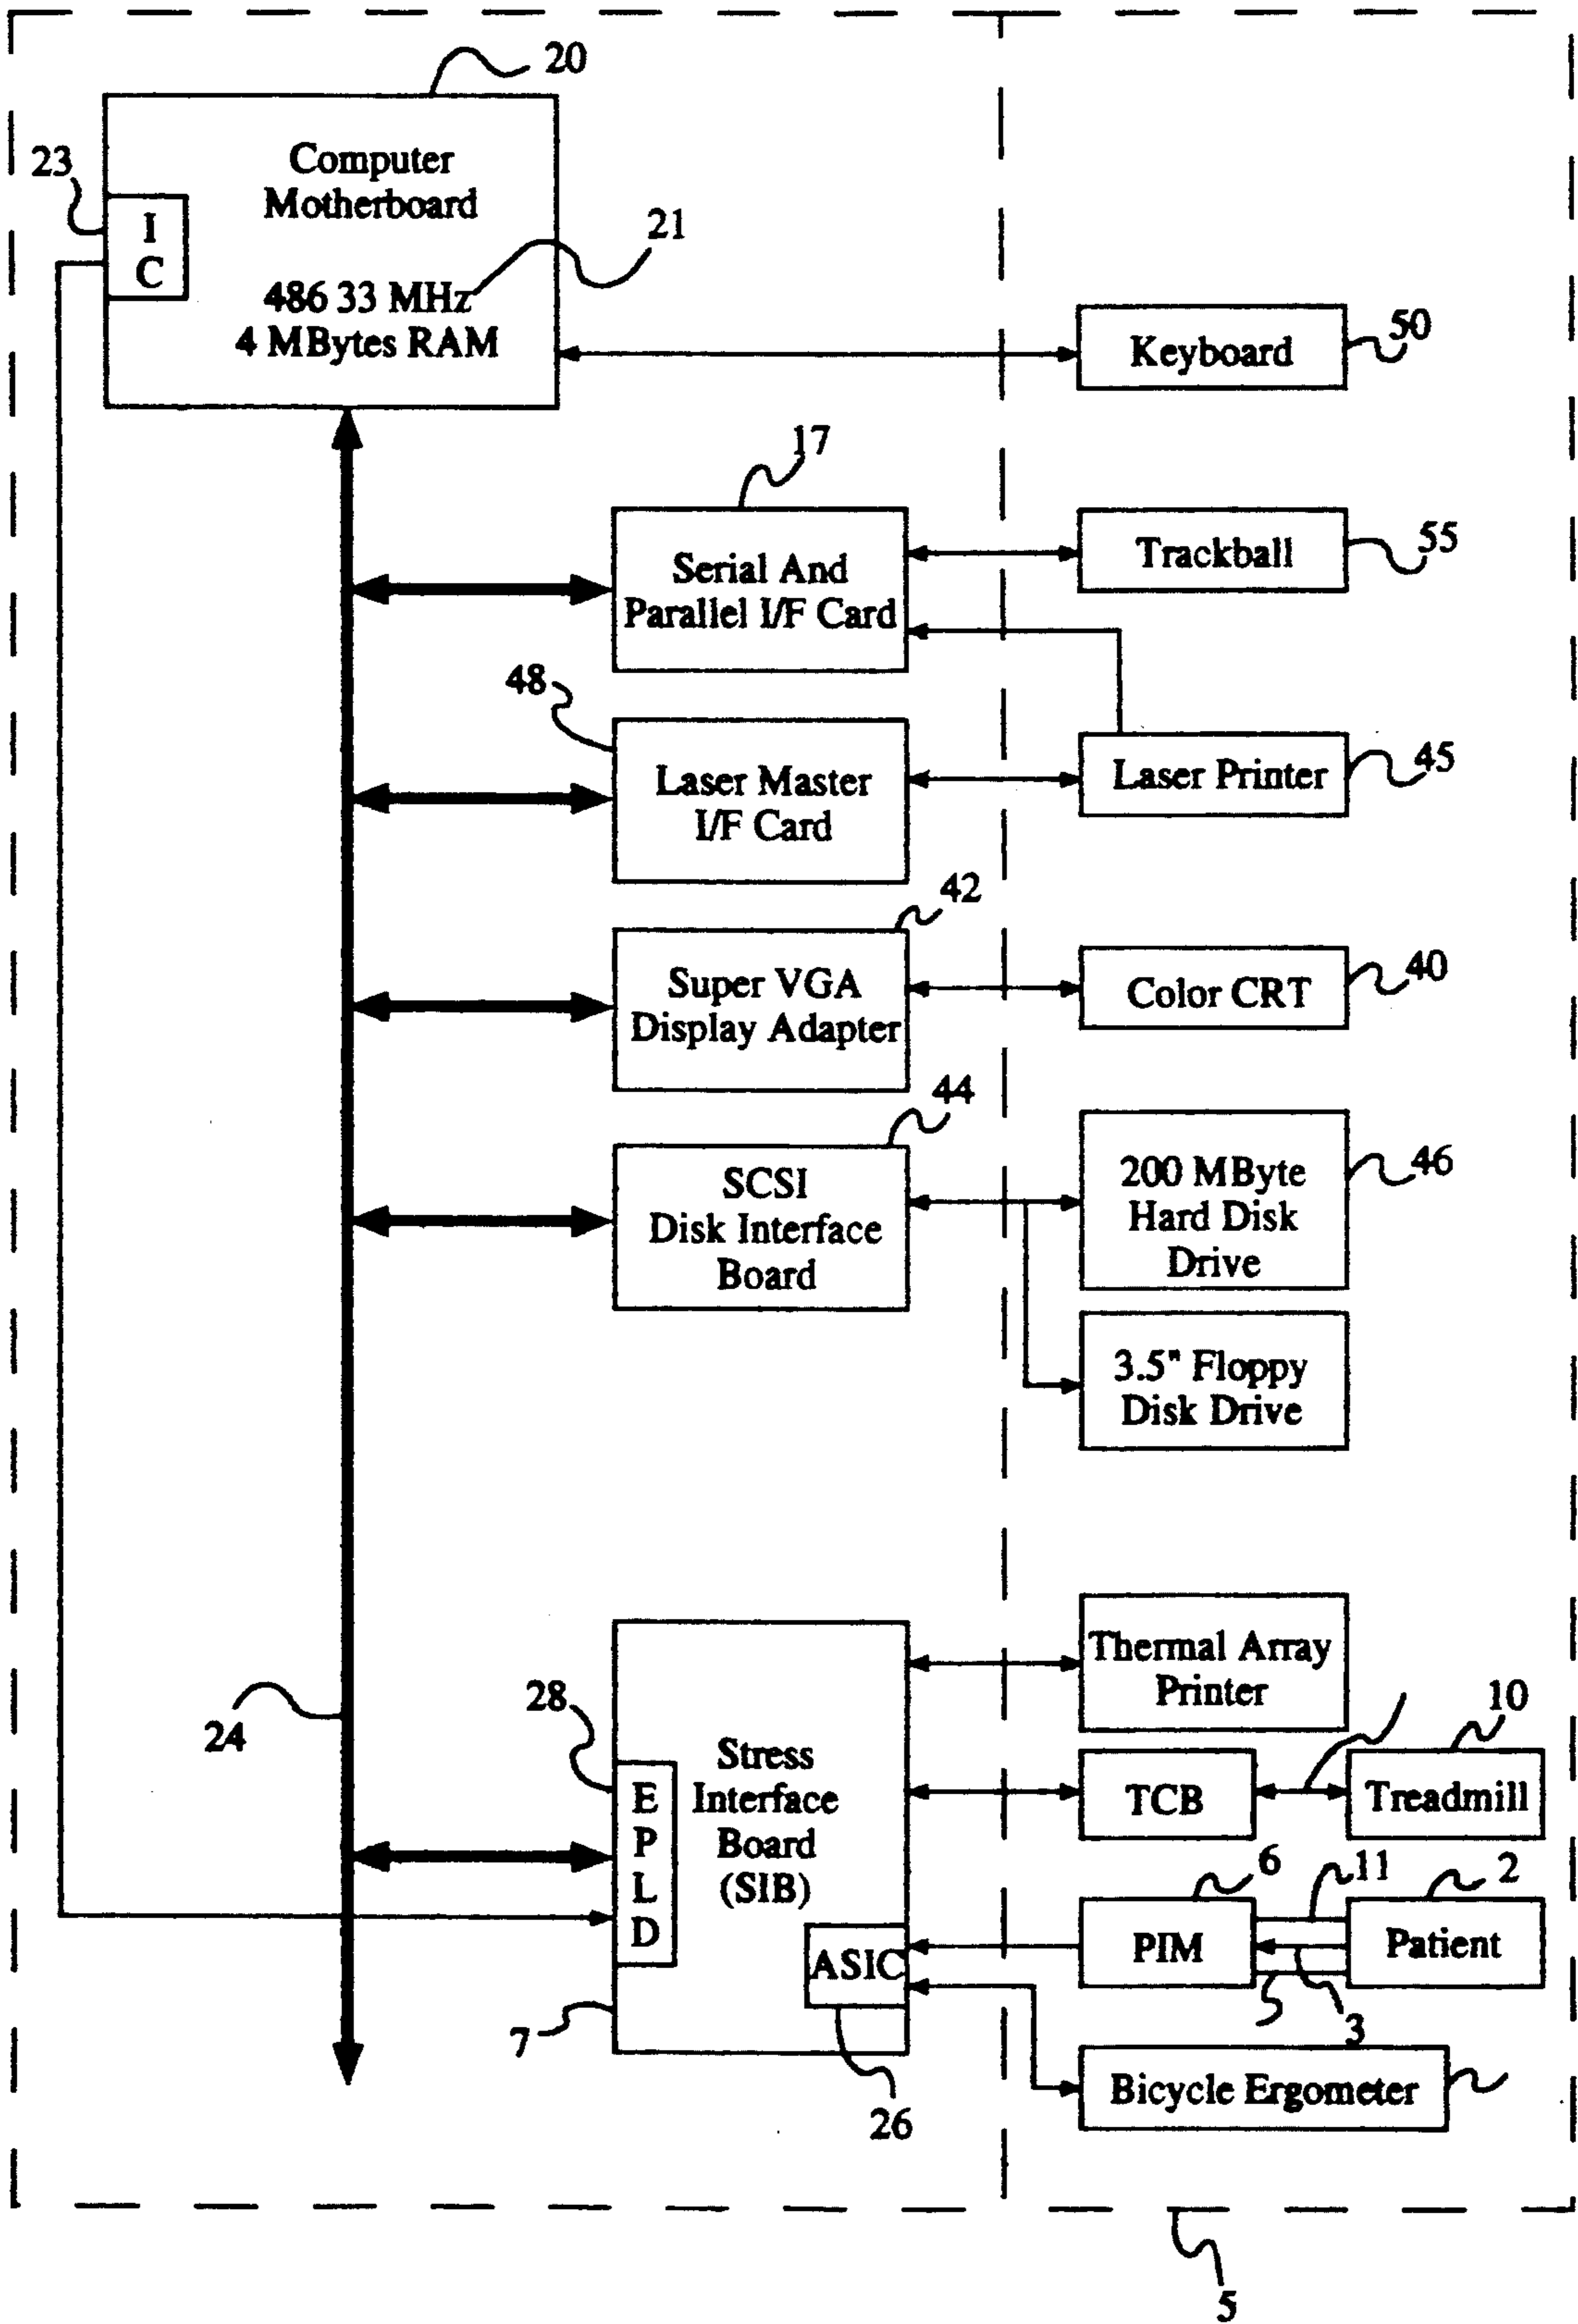 20
Computer
Motherboard
23
I
C
21
486 33 MHz
4 MBytes RAM
Keyboard
50
17
Serial And
Parallel I/F Card
Trackball
55
48
Laser Master
I/F Card
Laser Printer
45
42
Super VGA
Display Adapter
Color CRT
40
44
SCSI
Disk Interface
Board
200 MByte
Hard Disk
Drive
46
3.5" Floppy
Disk Drive
Thermal Array
Printer
24
28
E
P
L
D
Stress
Interface
Board
(SIB)
TCB
10
Treadmill
6
11
2
PIM
Patient
3
ASIC
7
26
Bicycle Ergometer
5